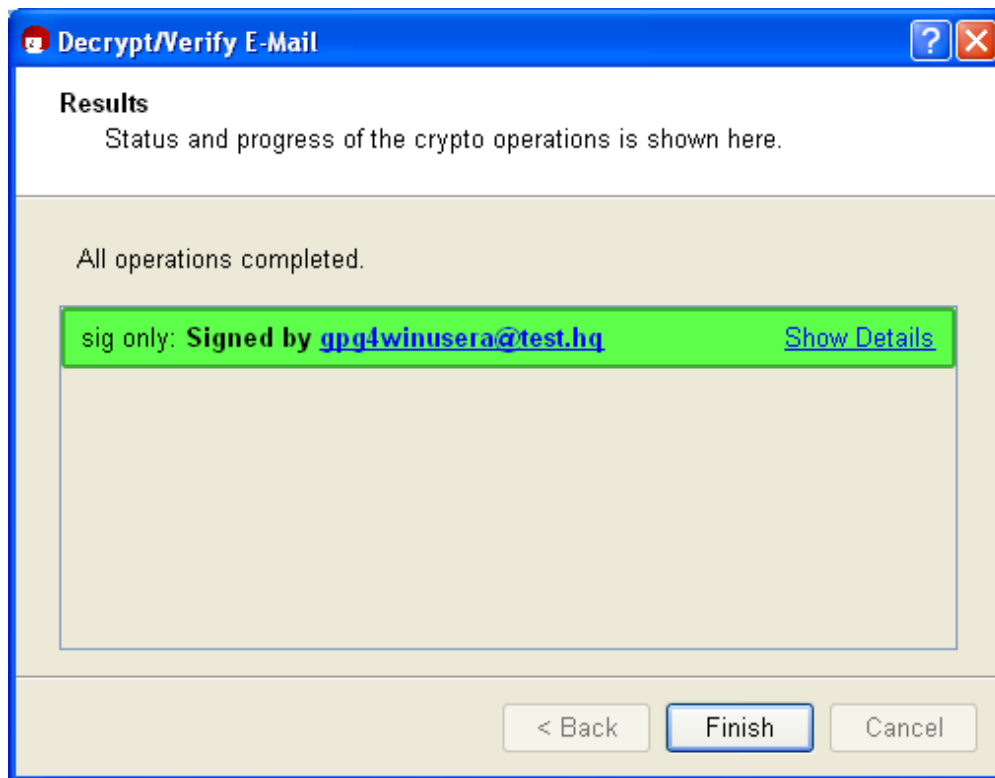 Decrypt/Verify E-Mail
Results
Status and progress of the crypto operations is shown here.
All operations completed.
sig only: Signed by gpg4winusera@test.hq Show Details
< Back Finish Cancel